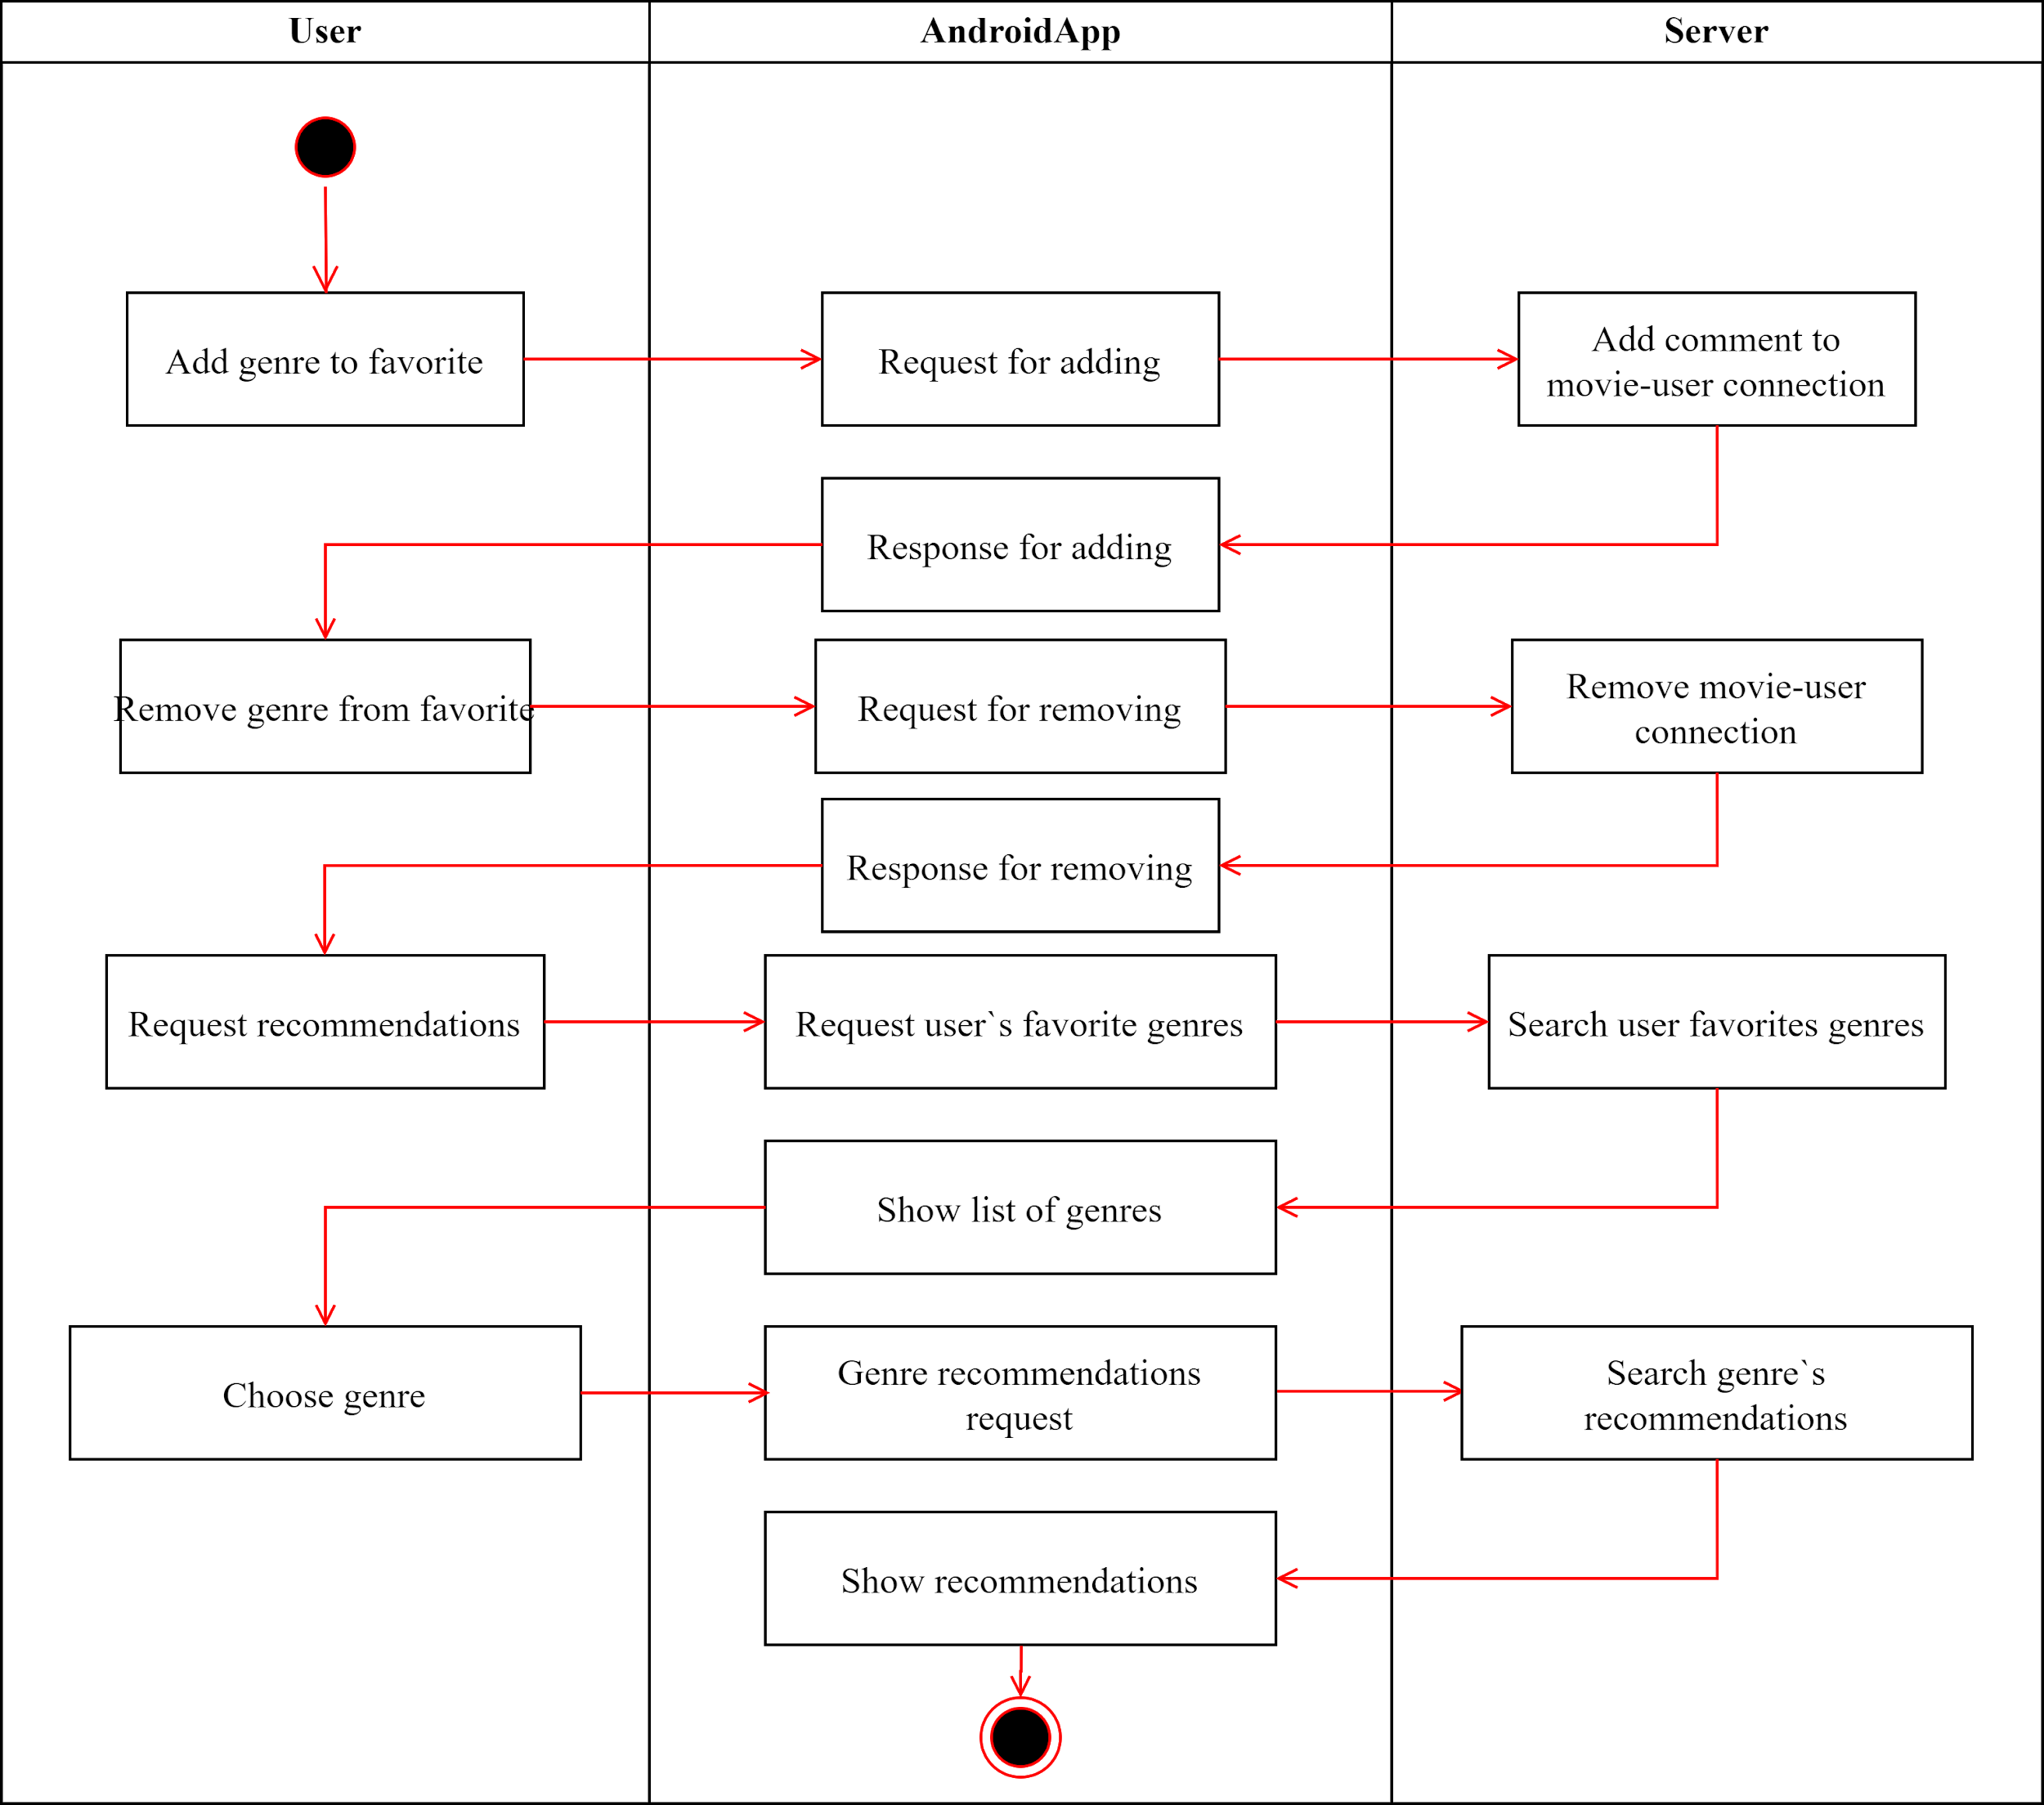 User
AndroidApp
Server
Add genre to favorite
Request for adding
Add comment to
movie-user connection
Response for adding
Remove genre from favorite
Request for removing
Remove movie-user
connection
Response for removing
Request recommendations
Request user`s favorite genres
Search user favorites genres
Show list of genres
Choose genre
Genre recommendations
request
Search genre`s
recommendations
Show recommendations